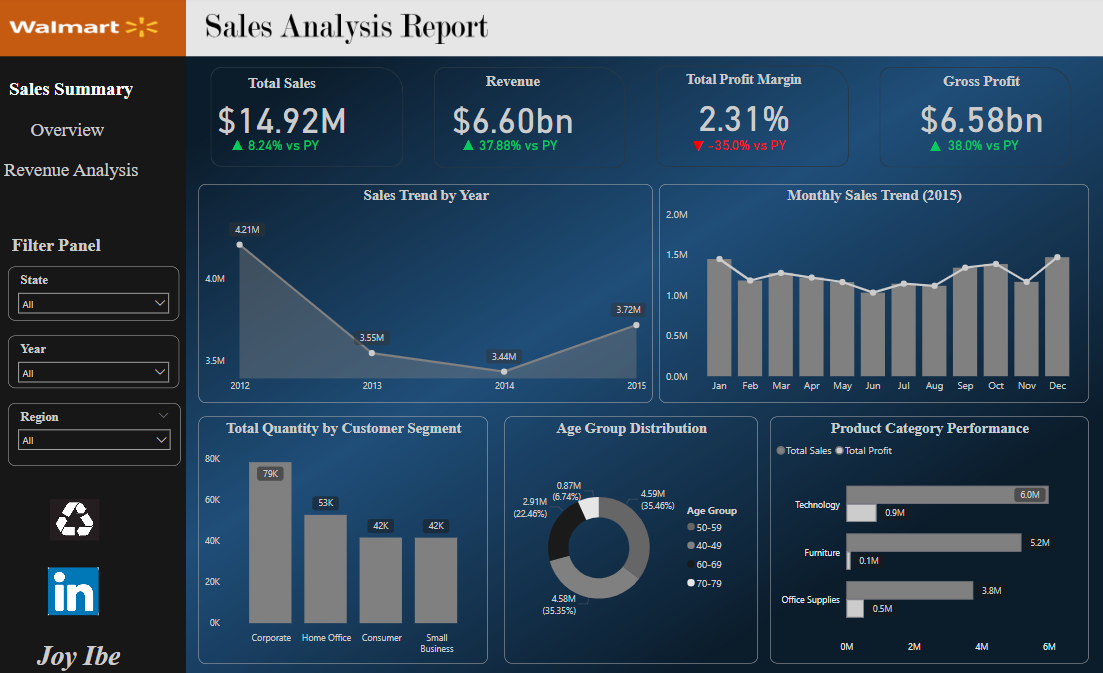 Walmart
Sales Analysis Report
Sales Summary
Overview
Revenue Analysis
Filter Panel
State
All
Year
All
Region
All
in
Joy Ibe
Total Sales
$14.92M
▲ 8.24% vs PY
Revenue
$6.60bn
▲ 37.88% vs PY
Total Profit Margin
2.31%
▼ -35.0% vs PY
Gross Profit
$6.58bn
▲ 38.0% vs PY
Sales Trend by Year
4.21M
4.0M
3.55M
3.44M
3.72M
3.5M
2012 2013 2014 2015
Monthly Sales Trend (2015)
2.0M
1.5M
1.0M
0.5M
0.0M
Jan Feb Mar Apr May Jun Jul Aug Sep Oct Nov Dec
Total Quantity by Customer Segment
80K
60K
40K
20K
0K
79K
53K
42K
42K
Corporate Home Office Consumer Small
Business
Age Group Distribution
0.87M
(6.74%)
2.91M
(22.46%)
4.59M
(35.46%)
4.58M
(35.35%)
Age Group
50-59
40-49
60-69
70-79
Product Category Performance
Total Sales Total Profit
Technology
6.0M
0.9M
Furniture
5.2M
0.1M
Office Supplies
3.8M
0.5M
0M 2M 4M 6M